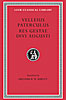 LOEB CLASSICAL LIBRARY
VELLEIUS
PATERCULUS
RES GESTAE
DIVI AUGUSTI